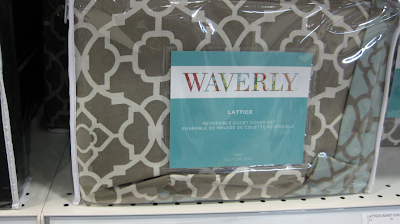 WAVERLY
LATTICE
REVERSIBLE DUVET COVER SET
ENSEMBLE DE HOUSSE DE COUETTE RÉVERSIBLE